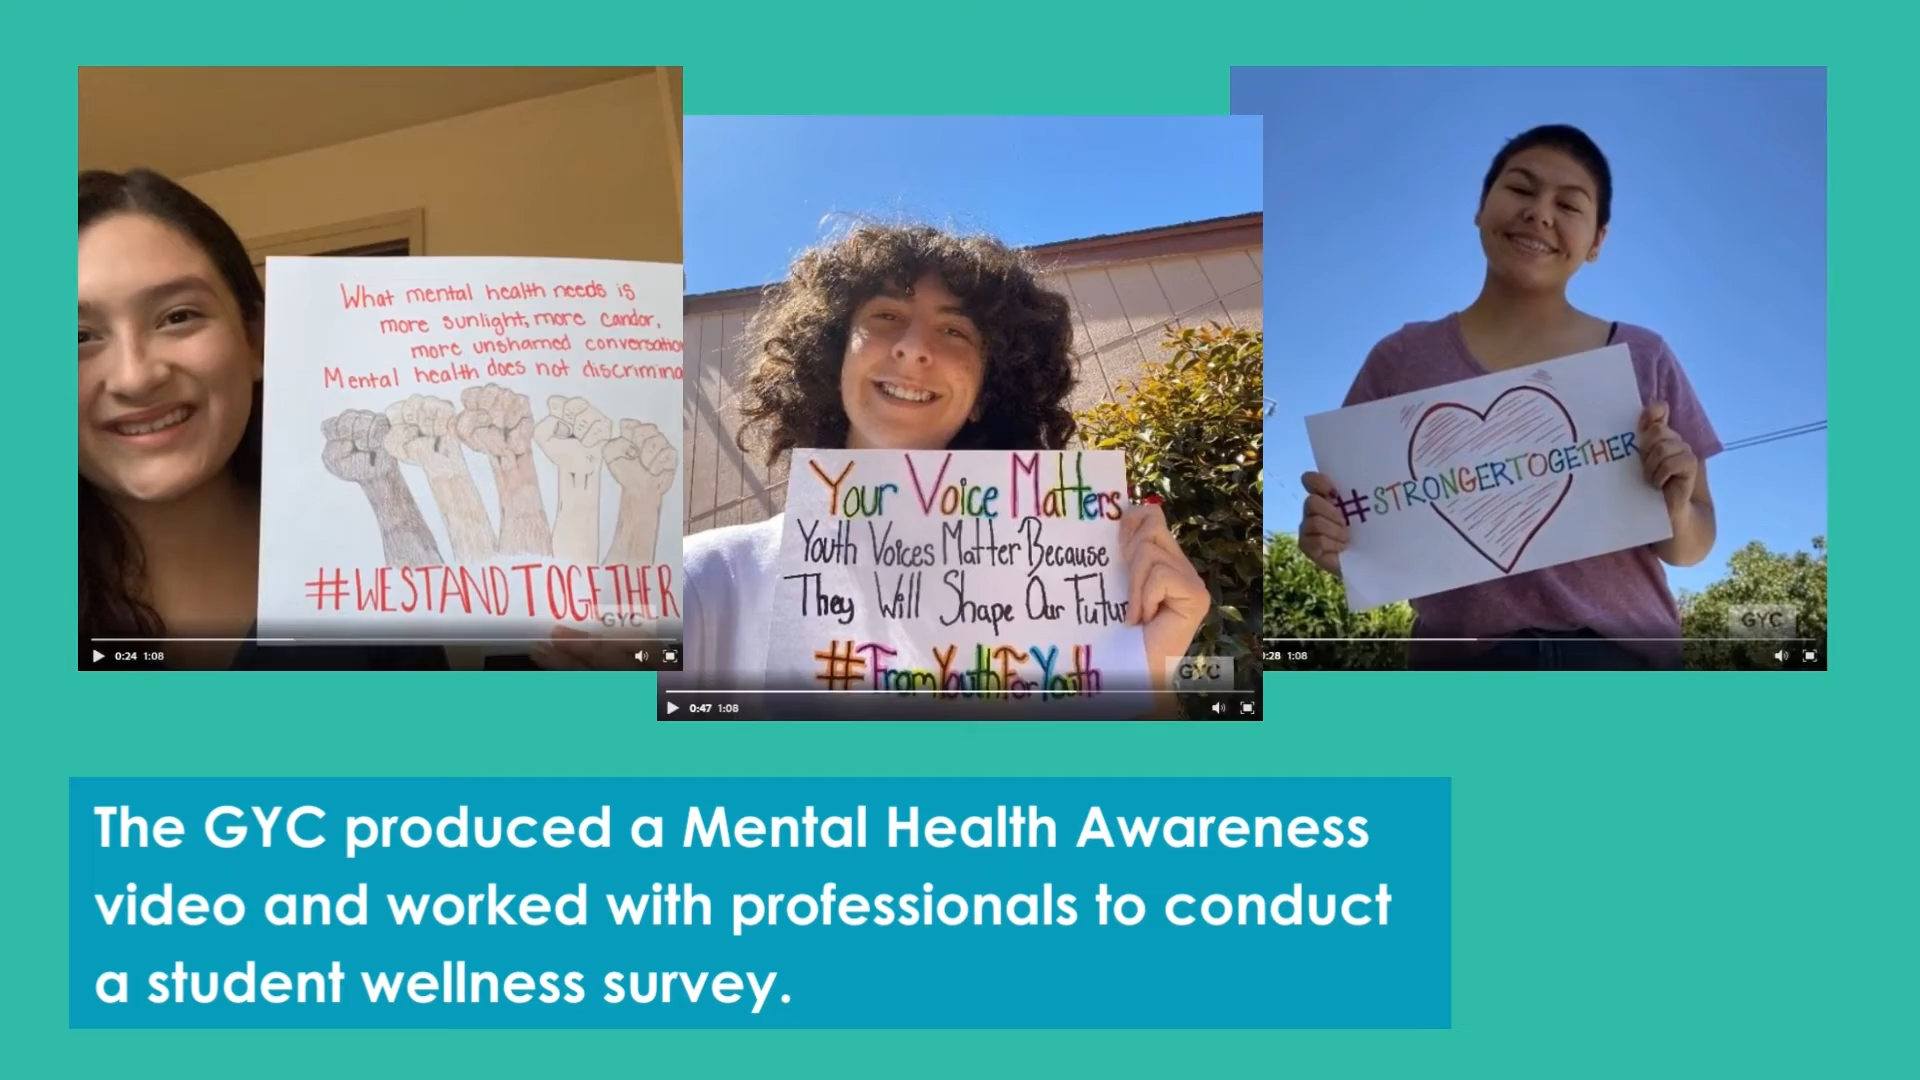 What mental health needs is
more sunlight, more candor,
more unshamed conversatio
Mental health does not discrimina
#WESTANDTOGETHER
GYC
0:24 1:08
Your Voice Matters
Youth Voices Matter Because
They Will Shape Our Futur
#FromYouthForYouth
GYC
0:47 1:08
#STRONGERTOGETHER
GYC
:28 1:08
The GYC produced a Mental Health Awareness
video and worked with professionals to conduct
a student wellness survey.